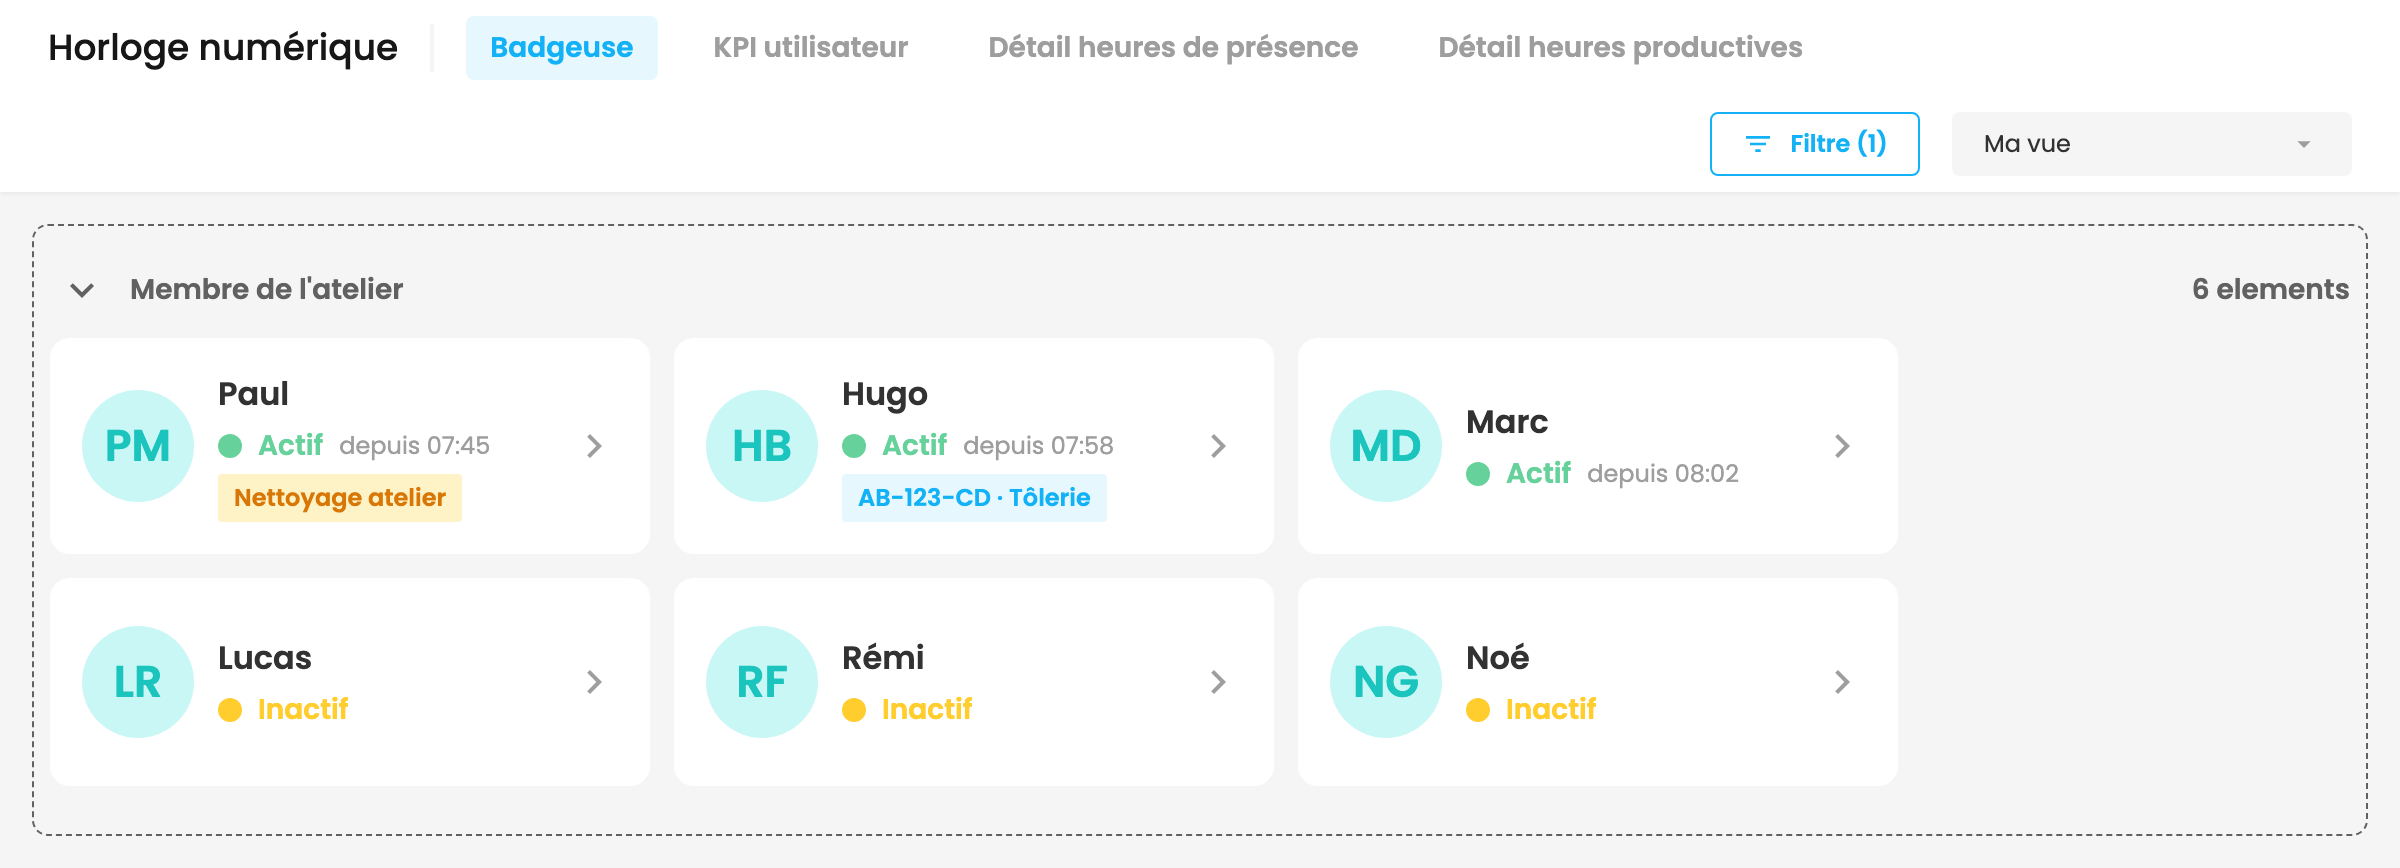 Horloge numérique
Badgeuse
KPI utilisateur
Détail heures de présence
Détail heures productives
Filtre (1)
Ma vue
Membre de l'atelier
6 elements
PM
Paul
Actif depuis 07:45
Nettoyage atelier
HB
Hugo
Actif depuis 07:58
AB-123-CD · Tôlerie
MD
Marc
Actif depuis 08:02
LR
Lucas
Inactif
RF
Rémi
Inactif
NG
Noé
Inactif